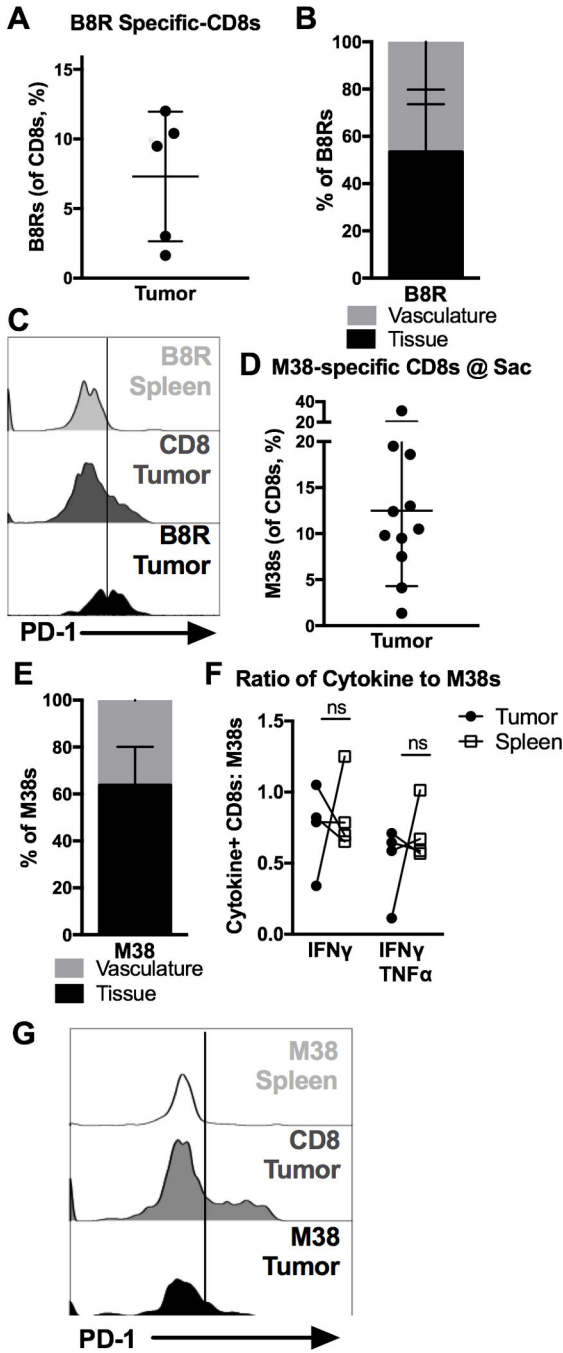 A
B8R Specific-CD8s
B8Rs (of CD8s, %)
15
10
5
0
Tumor
B
% of B8Rs
100
80
60
40
20
0
B8R
Vasculature
Tissue
C
B8R
Spleen
CD8
Tumor
B8R
Tumor
PD-1
D
M38-specific CD8s @ Sac
M38s (of CD8s, %)
40
20
20
15
10
5
0
Tumor
E
% of M38s
100
80
60
40
20
0
M38
Vasculature
Tissue
F
Ratio of Cytokine to M38s
Cytokine+ CD8s: M38s
1.5
1.0
0.5
0.0
ns
ns
IFNγ
IFNγ
TNFα
Tumor
Spleen
G
M38
Spleen
CD8
Tumor
M38
Tumor
PD-1